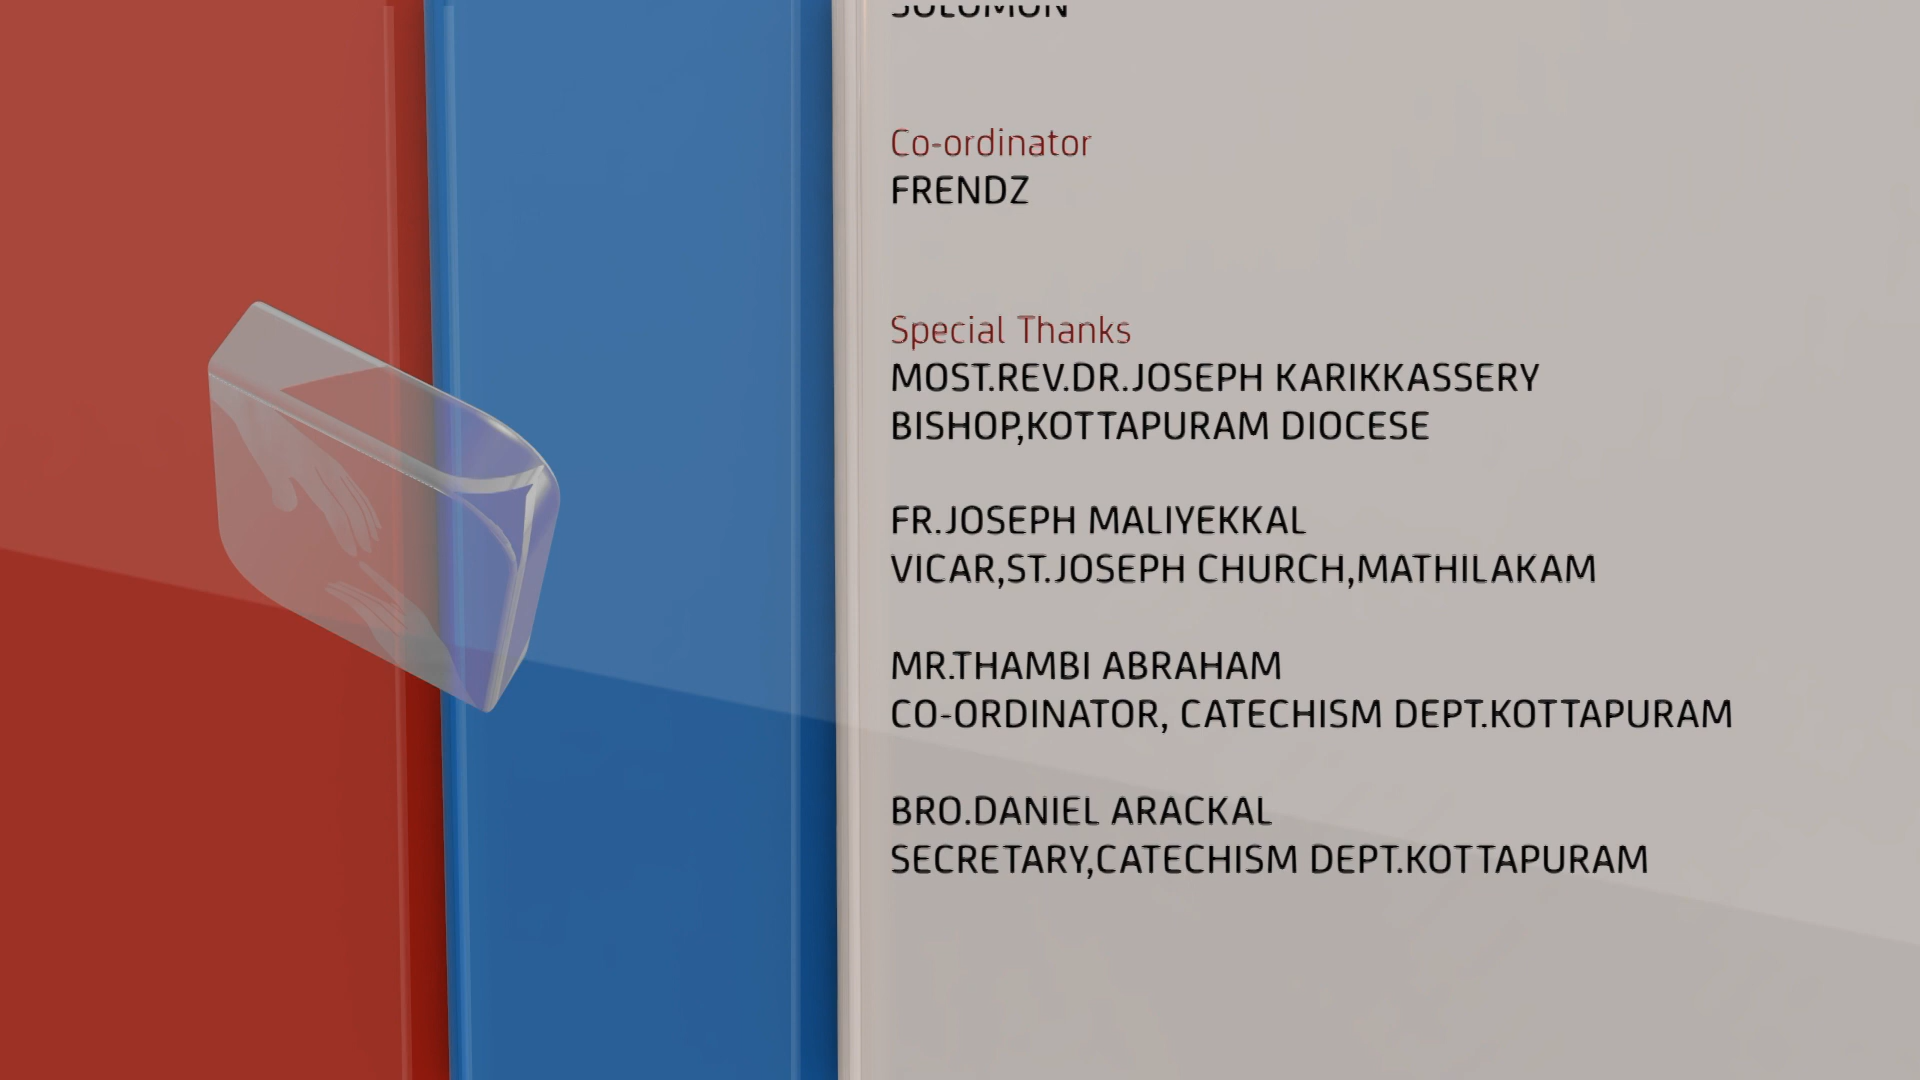 SOLOMON
Co-ordinator
FRENDZ
Special Thanks
MOST.REV.DR.JOSEPH KARIKKASSERY
BISHOP,KOTTAPURAM DIOCESE
FR.JOSEPH MALIYEKKAL
VICAR,ST.JOSEPH CHURCH,MATHILAKAM
MR.THAMBI ABRAHAM
CO-ORDINATOR, CATECHISM DEPT.KOTTAPURAM
BRO.DANIEL ARACKAL
SECRETARY,CATECHISM DEPT.KOTTAPURAM